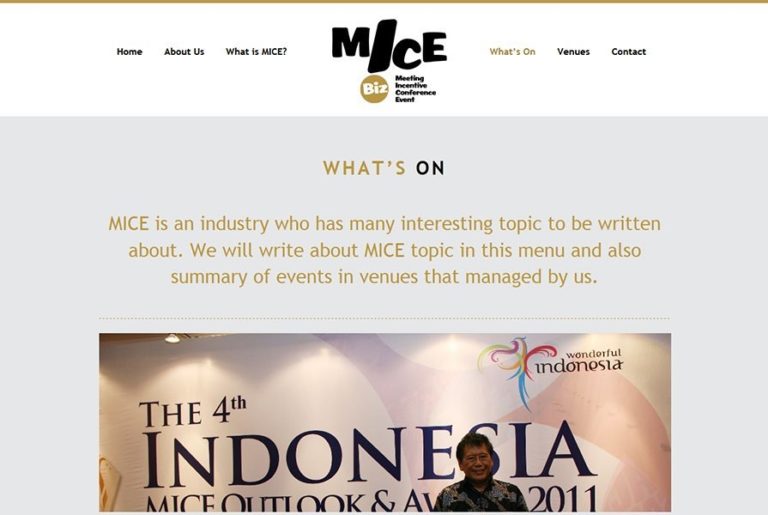 Home About Us What is MICE?
MICE
Biz
Meeting
Incentive
Conference
Event
What's On Venues Contact
WHAT'S ON
MICE is an industry who has many interesting topic to be written
about. We will write about MICE topic in this menu and also
summary of events in venues that managed by us.
wonderful
indonesia
THE 4th
INDONESIA
MICE OUTLOOK & 2011